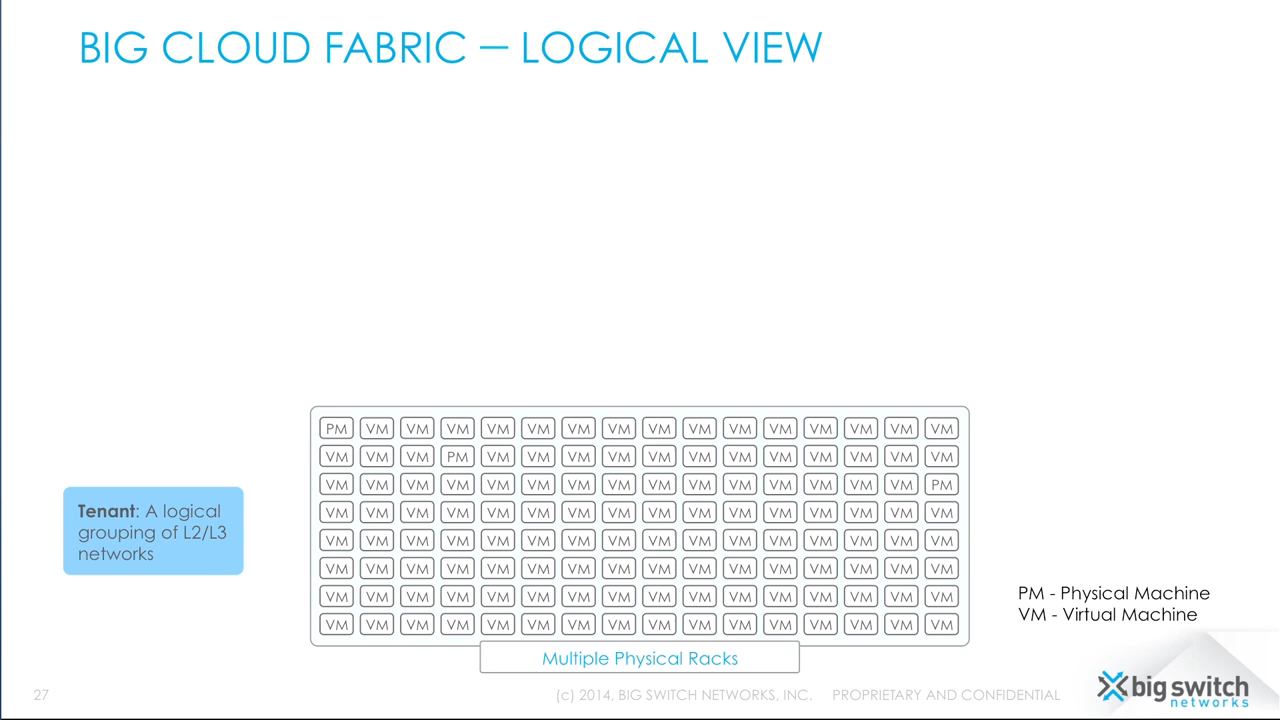 BIG CLOUD FABRIC — LOGICAL VIEW
PM VM VM VM VM VM VM VM VM VM VM VM VM VM VM VM
VM VM VM PM VM VM VM VM VM VM VM VM VM VM VM VM
VM VM VM VM VM VM VM VM VM VM VM VM VM VM VM PM
VM VM VM VM VM VM VM VM VM VM VM VM VM VM VM VM
VM VM VM VM VM VM VM VM VM VM VM VM VM VM VM VM
VM VM VM VM VM VM VM VM VM VM VM VM VM VM VM VM
VM VM VM VM VM VM VM VM VM VM VM VM VM VM VM VM
VM VM VM VM VM VM VM VM VM VM VM VM VM VM VM VM
Multiple Physical Racks
Tenant: A logical
grouping of L2/L3
networks
PM - Physical Machine
VM - Virtual Machine
27
(c) 2014, BIG SWITCH NETWORKS, INC. PROPRIETARY AND CONFIDENTIAL
big switch
networks